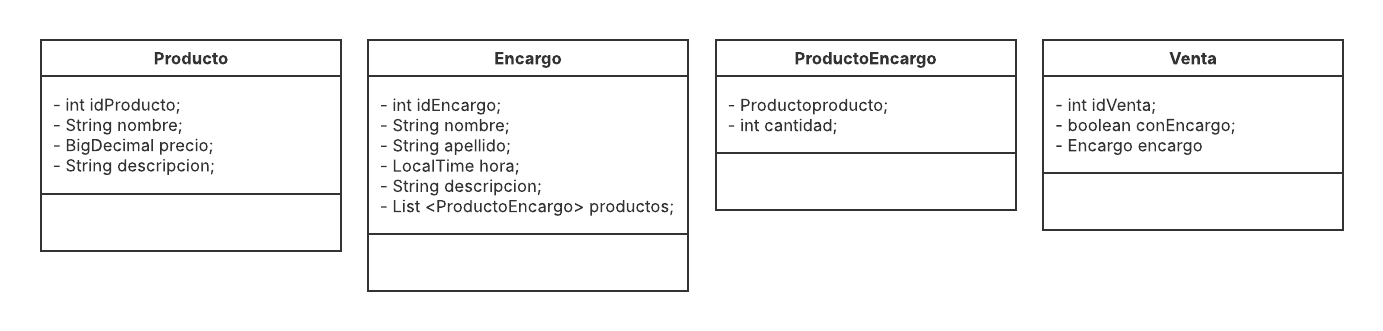 Producto
- int idProducto;
- String nombre;
- BigDecimal precio;
- String descripcion;
Encargo
- int idEncargo;
- String nombre;
- String apellido;
- LocalTime hora;
- String descripcion;
- List <ProductoEncargo> productos;
ProductoEncargo
- Productoproducto;
- int cantidad;
Venta
- int idVenta;
- boolean conEncargo;
- Encargo encargo